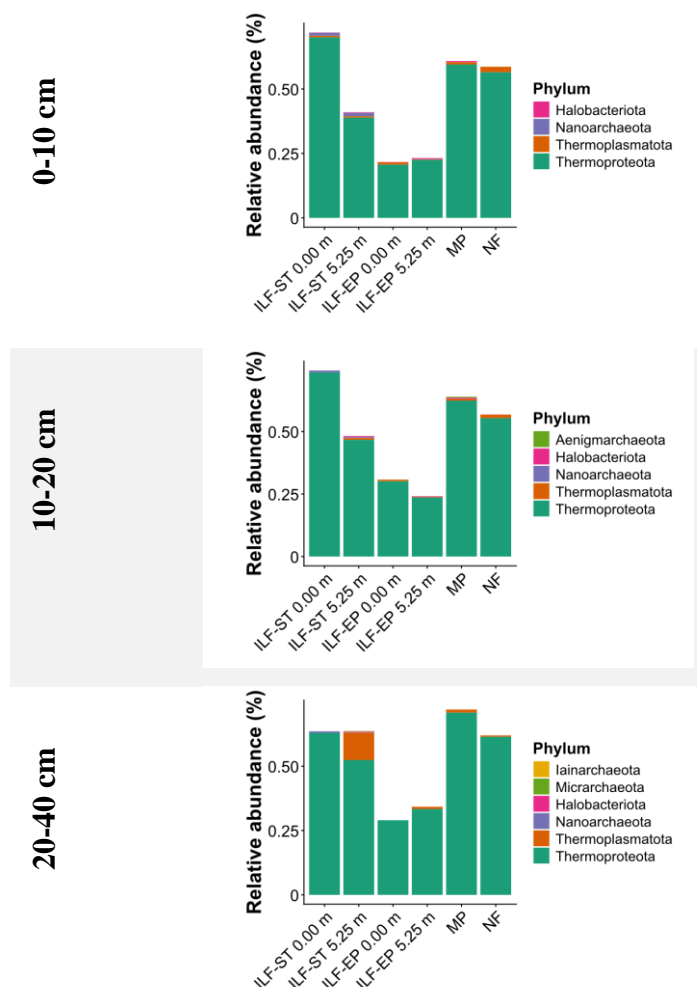 0-10 cm
Relative abundance (%)
0.50
0.25
0
ILF-ST 0.00 m
ILF-ST 5.25 m
ILF-EP 0.00 m
ILF-EP 5.25 m
MP
NF
Phylum
Halobacteriota
Nanoarchaeota
Thermoplasmatota
Thermoproteota
10-20 cm
Relative abundance (%)
0.50
0.25
0
ILF-ST 0.00 m
ILF-ST 5.25 m
ILF-EP 0.00 m
ILF-EP 5.25 m
MP
NF
Phylum
Aenigmarchaeota
Halobacteriota
Nanoarchaeota
Thermoplasmatota
Thermoproteota
20-40 cm
Relative abundance (%)
0.50
0.25
0
ILF-ST 0.00 m
ILF-ST 5.25 m
ILF-EP 0.00 m
ILF-EP 5.25 m
MP
NF
Phylum
Iainarchaeota
Micrarchaeota
Halobacteriota
Nanoarchaeota
Thermoplasmatota
Thermoproteota